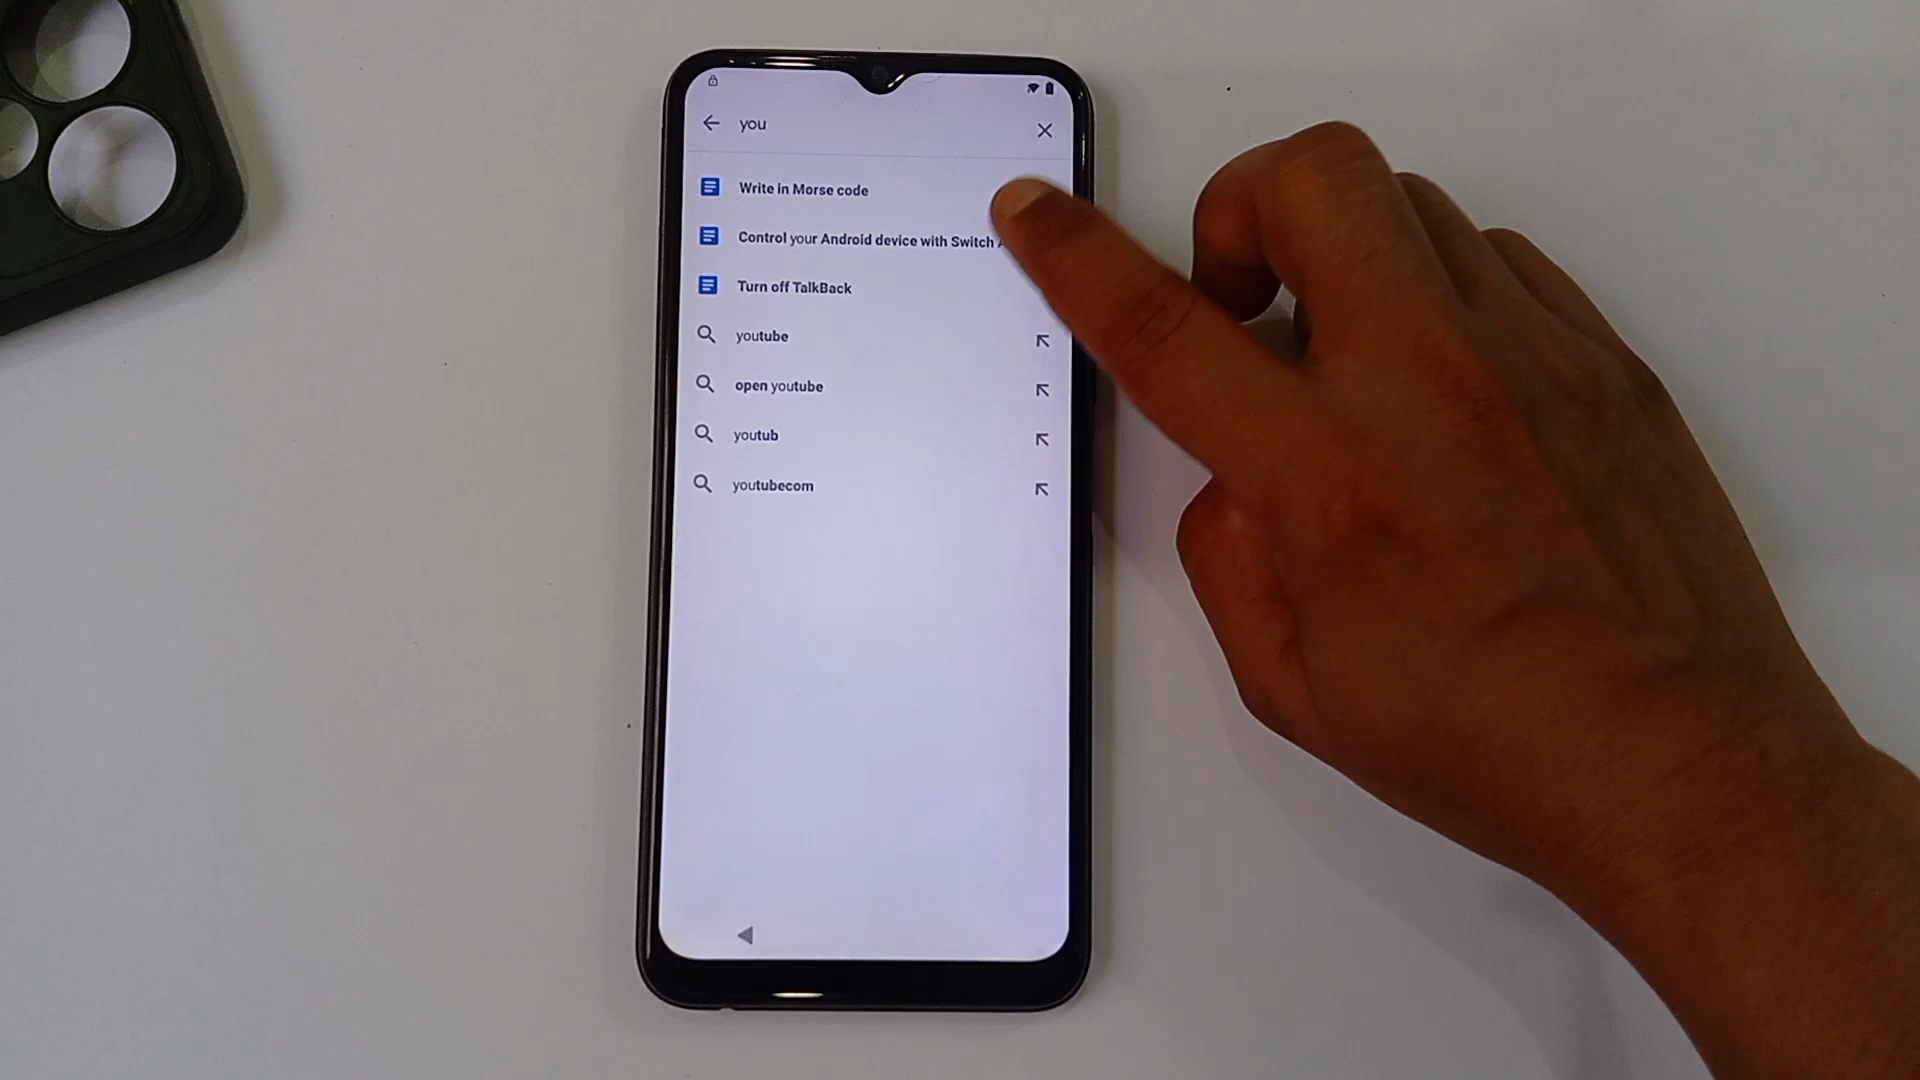 you
Write in Morse code
Control your Android device with Switch
Turn off TalkBack
youtube
open youtube
youtub
youtubecom